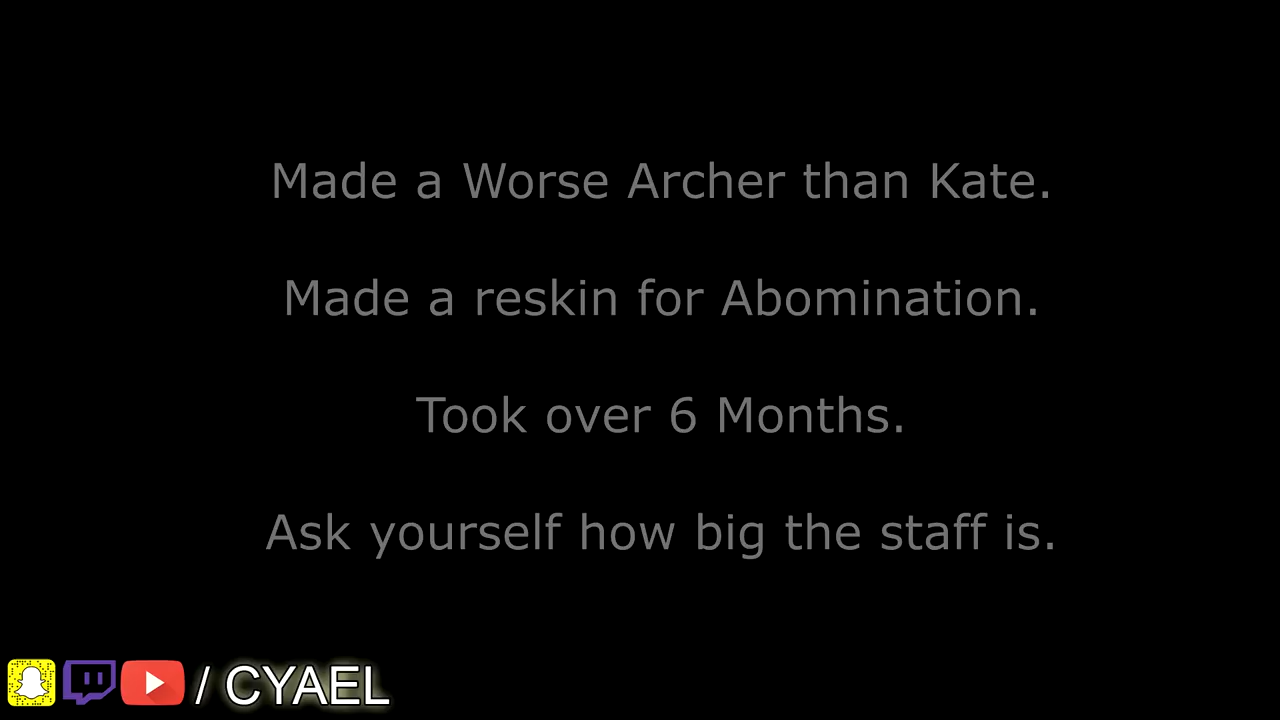 Made a Worse Archer than Kate.
Made a reskin for Abomination.
Took over 6 Months.
Ask yourself how big the staff is.
/ CYAEL